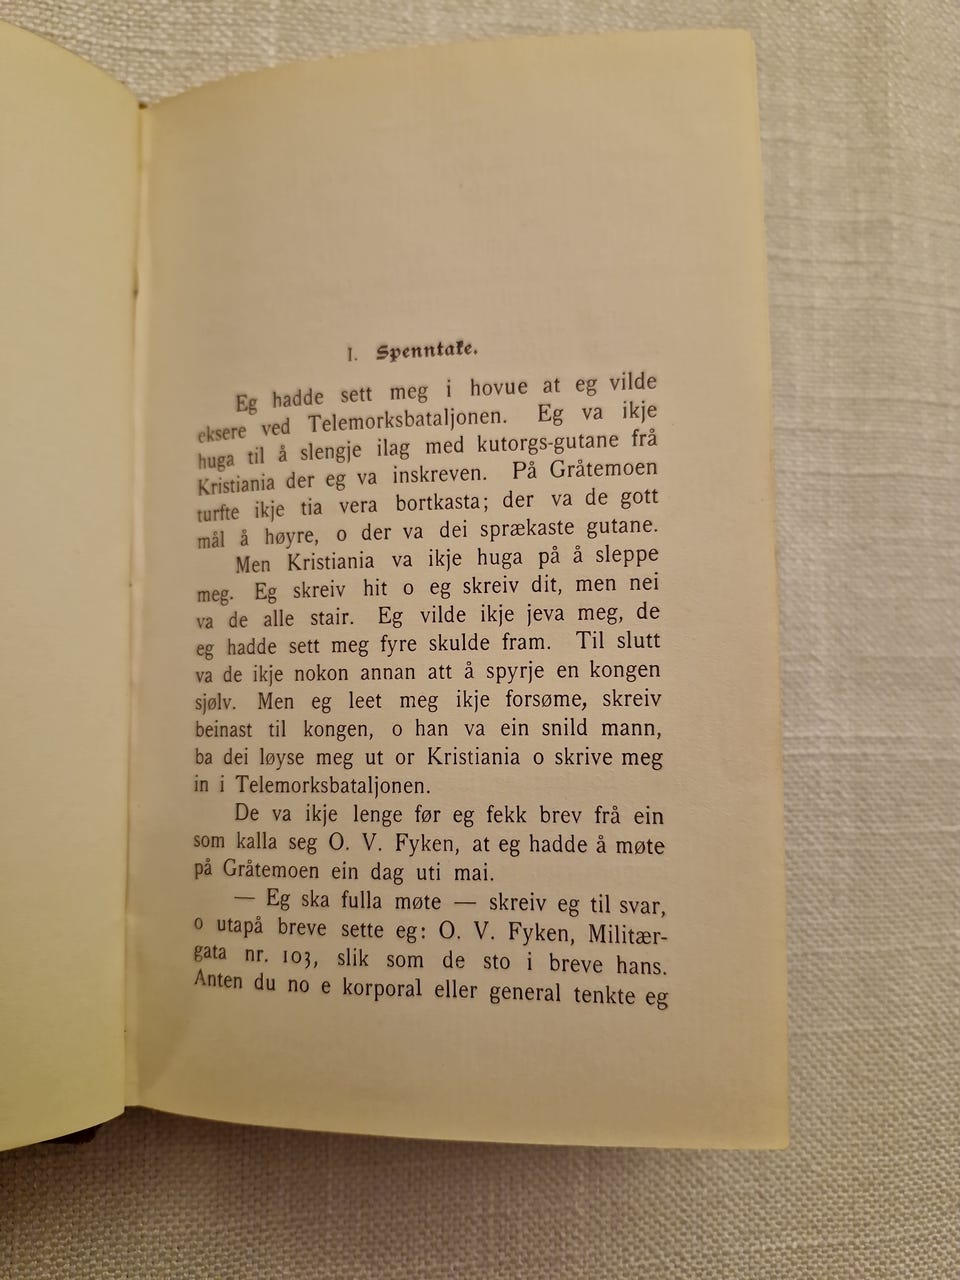 I. Spenntake.
Eg hadde sett meg i hovue at eg vilde
eksere ved Telemorksbataljonen. Eg va ikje
huga til å slengje ilag med kutorgs-gutane frå
Kristiania der eg va inskreven. På Gråtemoen
turfte ikje tia vera bortkasta; der va de gott
mål å høyre, o der va dei sprækaste gutane.
Men Kristiania va ikje huga på å sleppe
meg. Eg skreiv hit o eg skreiv dit, men nei
va de alle stair. Eg vilde ikje jeva meg, de
eg hadde sett meg fyre skulde fram. Til slutt
va de ikje nokon annan att å spyrje en kongen
sjølv. Men eg leet meg ikje forsøme, skreiv
beinast til kongen, o han va ein snild mann,
ba dei løyse meg ut or Kristiania o skrive meg
in i Telemorksbataljonen.
De va ikje lenge før eg fekk brev frå ein
som kalla seg O. V. Fyken, at eg hadde å møte
på Gråtemoen ein dag uti mai.
— Eg ska fulla møte — skreiv eg til svar,
o utapå breve sette eg: O. V. Fyken, Militær-
gata nr. 103, slik som de sto i breve hans.
Anten du no e korporal eller general tenkte eg